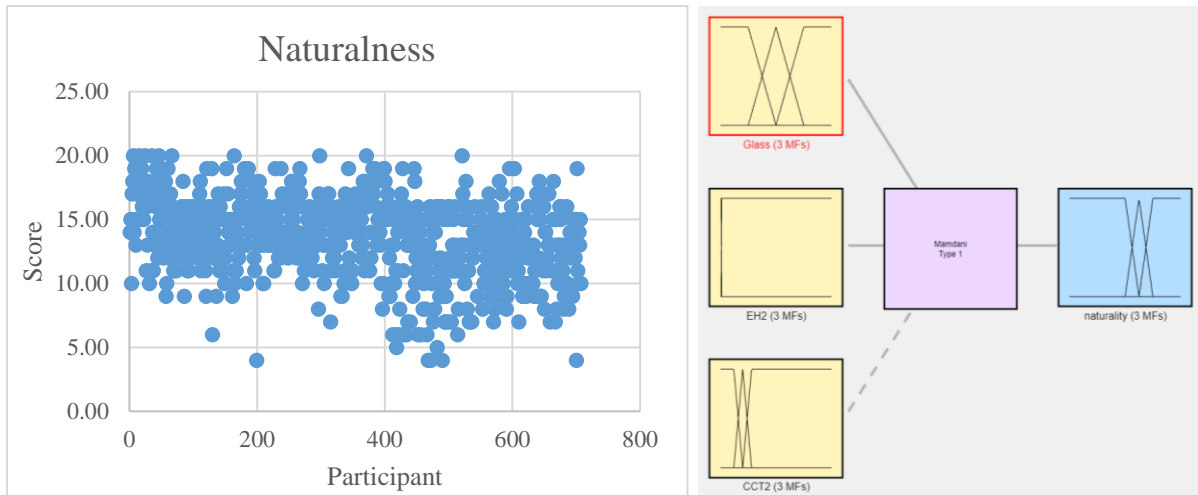 Naturalness
25.00
20.00
15.00
10.00
5.00
0.00
0
200
400
600
800
Score
Participant
Glass (3 MFs)
EH2 (3 MFs)
CCT2 (3 MFs)
Mamdani
Type 1
naturality (3 MFs)